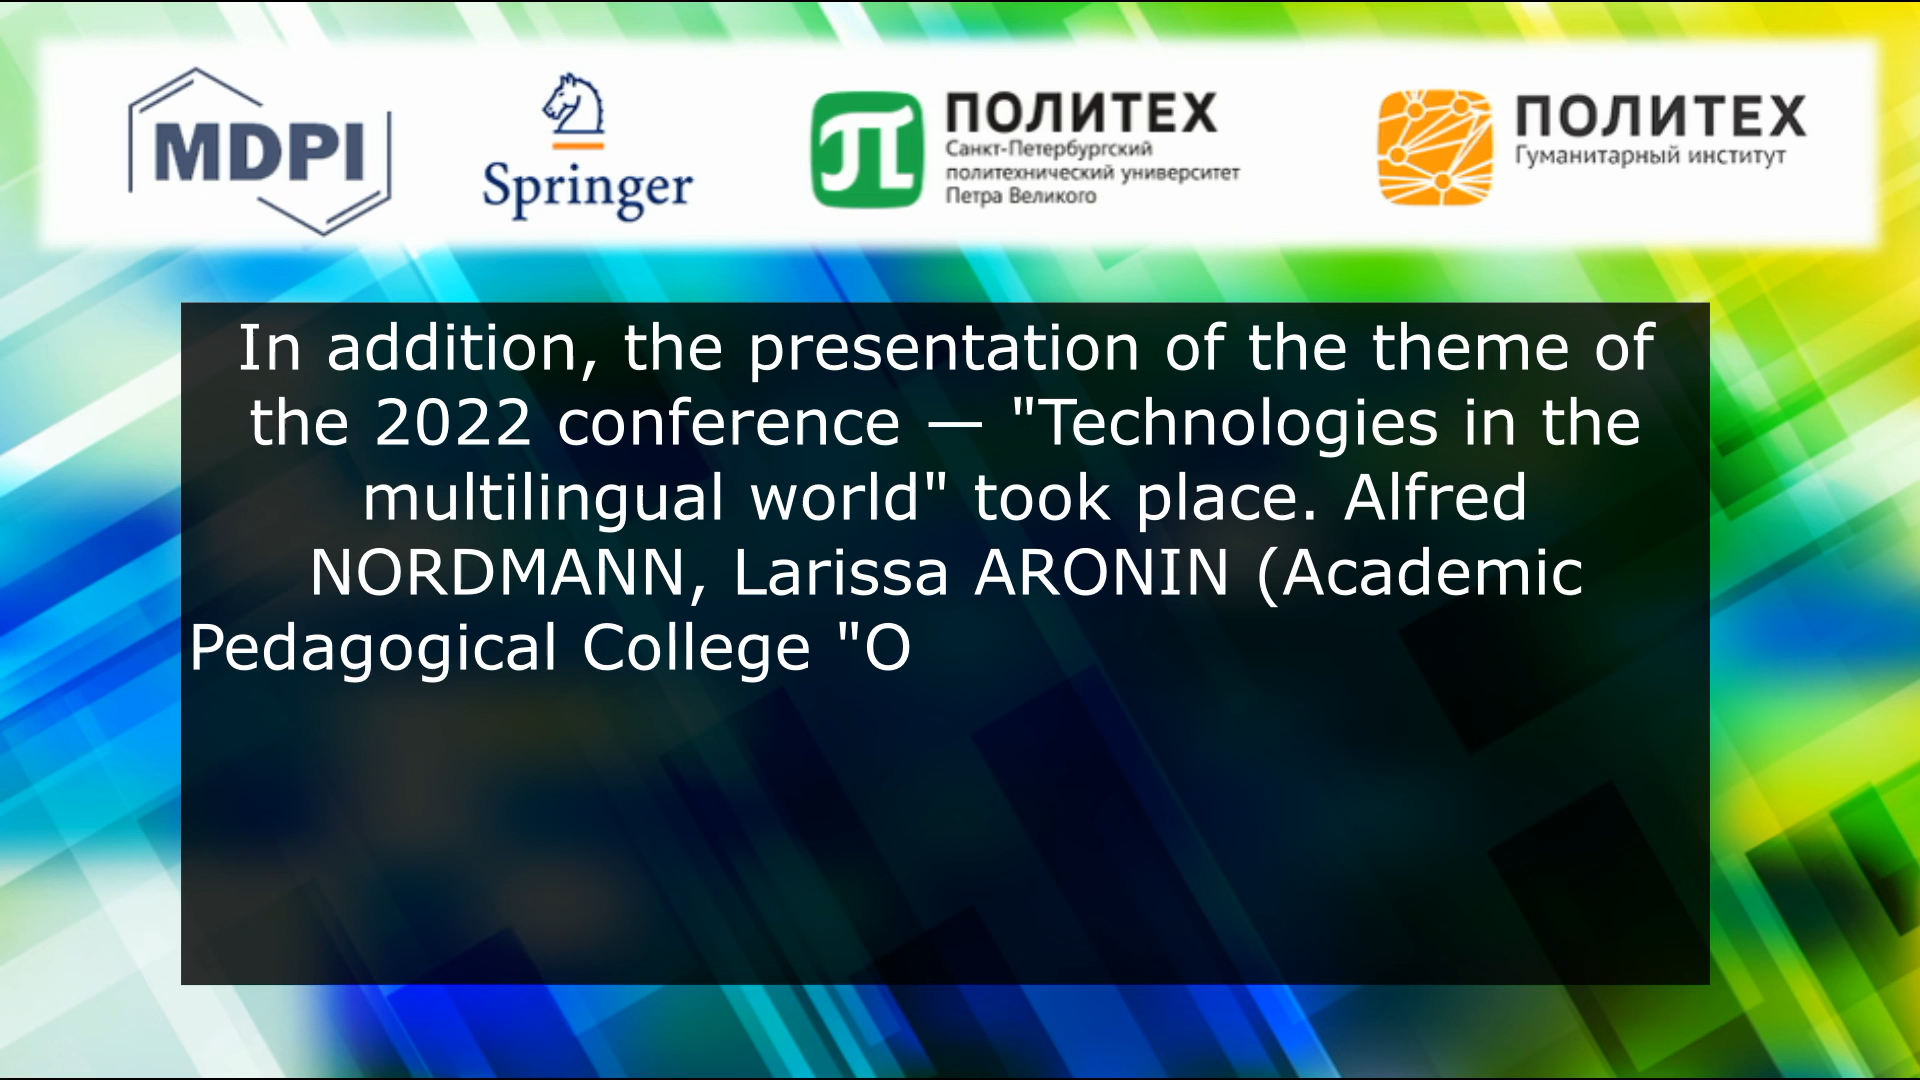 MDPI
Springer
ПОЛИТЕХ
Санкт-Петербургский
политехнический университет
Петра Великого
ПОЛИТЕХ
Гуманитарный институт
In addition, the presentation of the theme of
the 2022 conference — "Technologies in the
multilingual world" took place. Alfred
NORDMANN, Larissa ARONIN (Academic
Pedagogical College "O